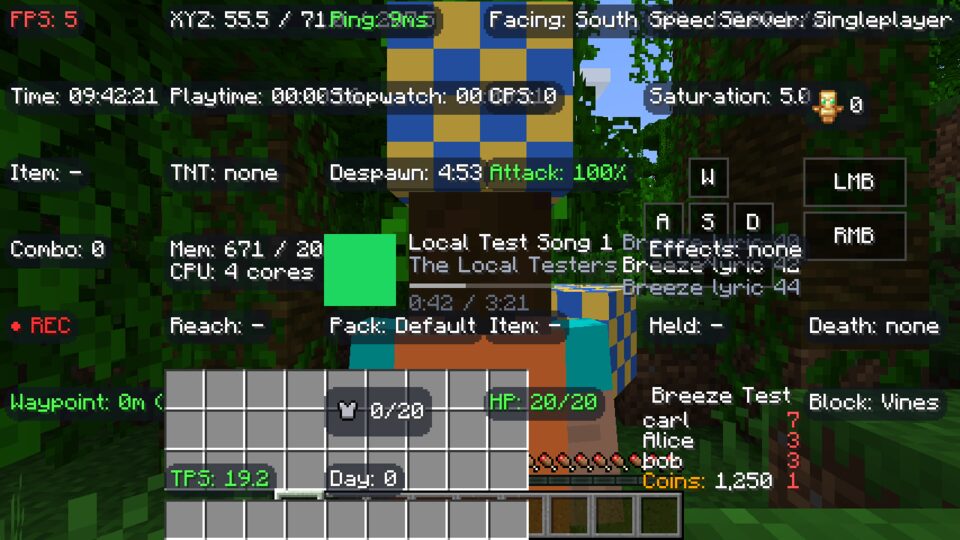 FPS: 5
XYZ: 55.5 / 71
Ping: 9ms
Facing: South
Speed
Server: Singleplayer
Time: 09:42:21
Playtime: 00:00
Stopwatch: 00:
CPS:
Saturation: 5.0
0
Item: -
TNT: none
Despawn: 4:53
Attack: 100%
W
LMB
A S D
RMB
Combo: 0
Mem: 671 / 20
CPU: 4 cores
Local Test Song 1
The Local Testers
0:42 / 3:21
Effects: none
Breeze lyric 42
Breeze lyric 44
REC
Reach: -
Pack: Default
Item: -
Held: -
Death: none
Waypoint: 0m (
0/20
HP: 20/20
Breeze Test
carl 7
Alice 3
bob 3
Coins: 1,250 1
Block: Vines
TPS: 19.2
Day: 0